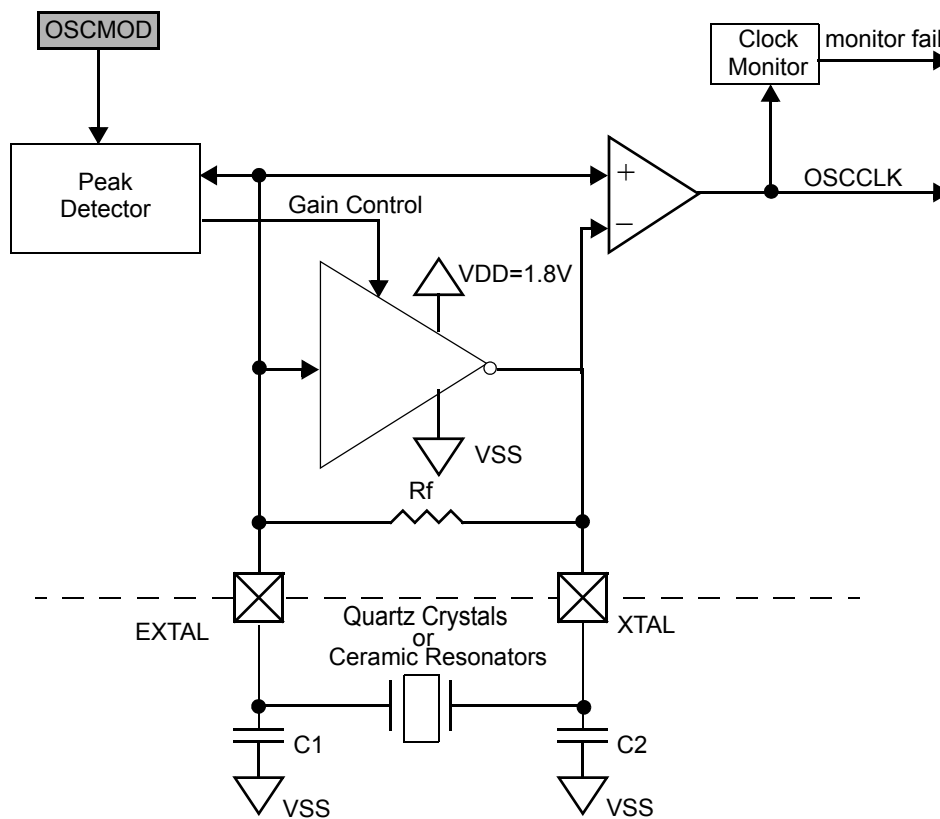 OSCMOD
Clock
Monitor
monitor fail
Peak
Detector
+
OSCCLK
Gain Control
−
VDD=1.8V
VSS
Rf
EXTAL
Quartz Crystals
or
Ceramic Resonators
XTAL
C1
C2
VSS
VSS